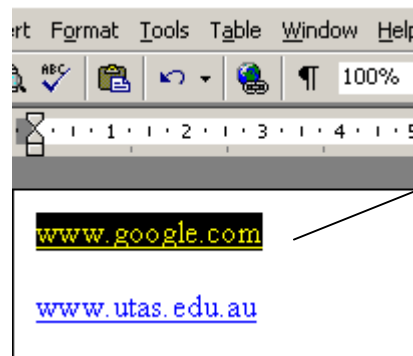 ert Format Tools Table Window Help
ABC ¶ 100%
1 2 3 4 5
www.google.com
www.utas.edu.au